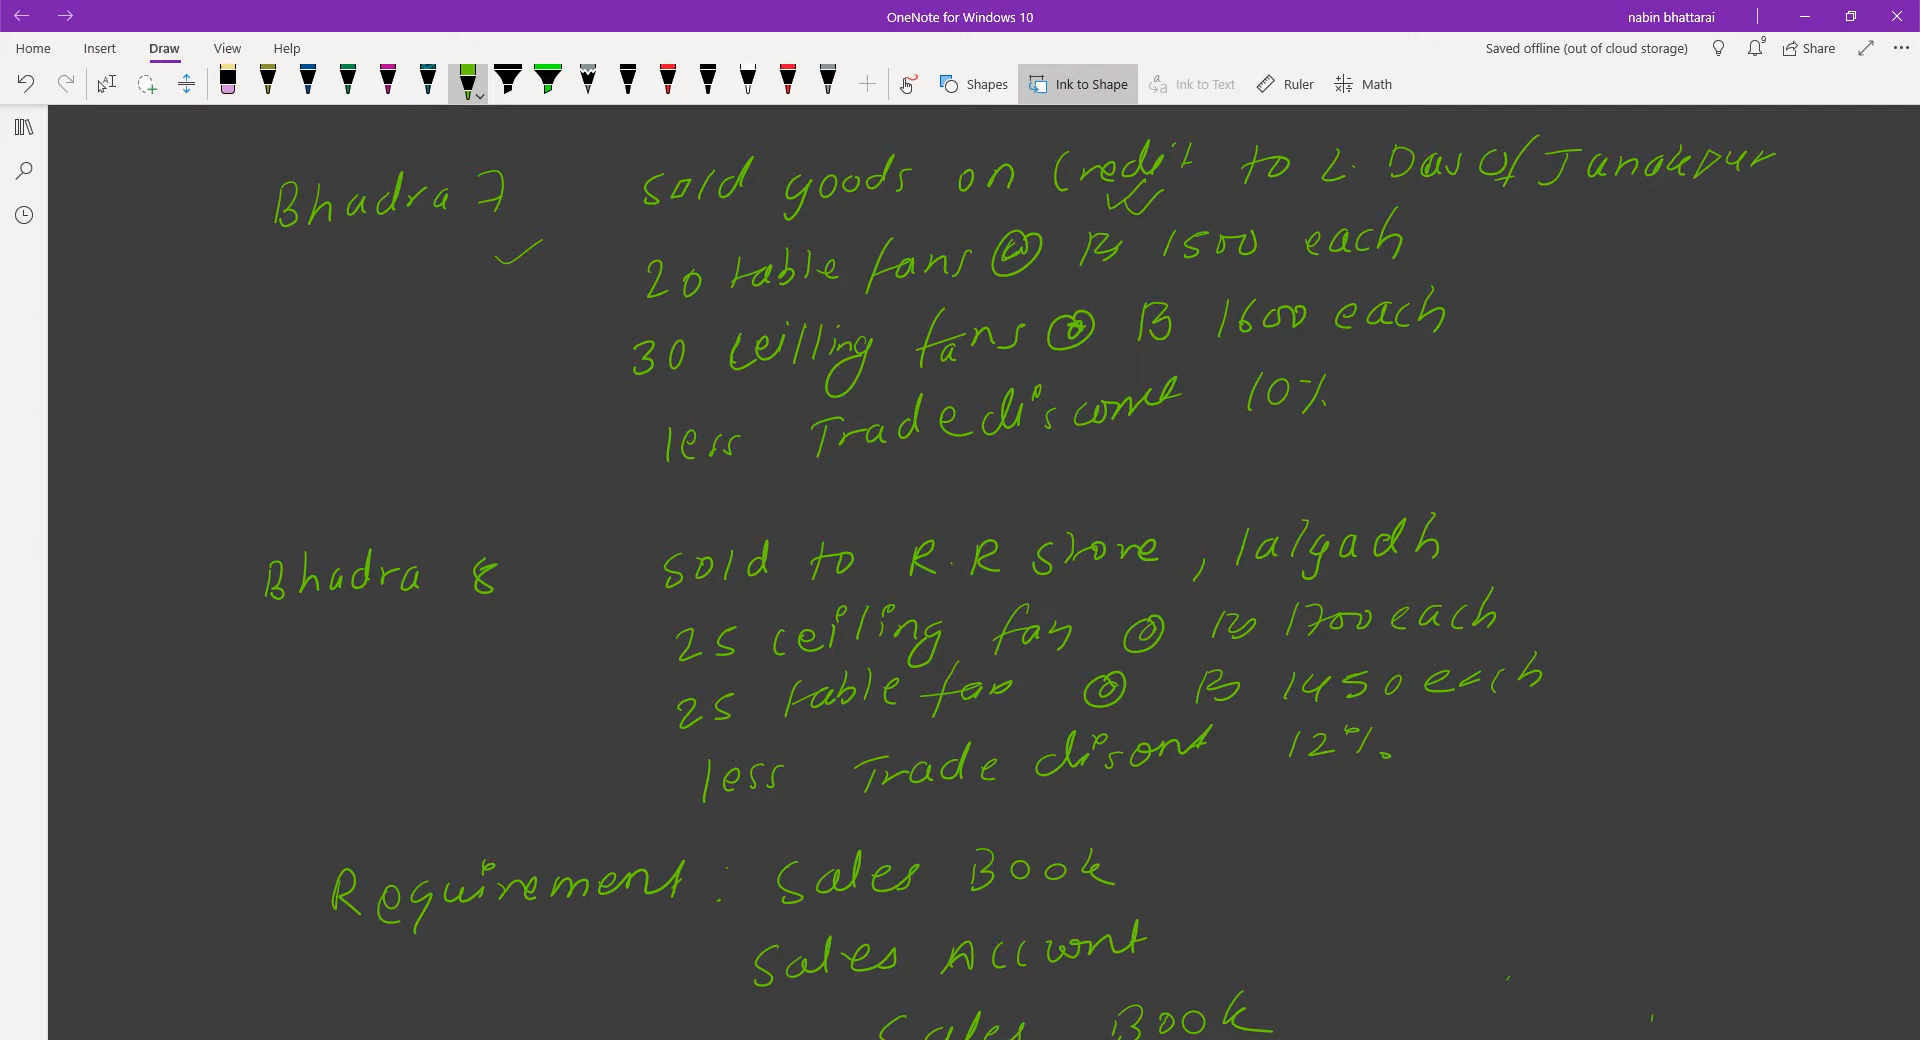 OneNote for Windows 10
nabin bhattarai
Home Insert Draw View Help
Saved offline (out of cloud storage)
9
Share
Shapes
Ink to Shape
Ink to Text
Ruler
Math
Bhadra 7 sold goods on Credit to L. Das of Janakpur
20 table fans @ Rs 1500 each
30 Ceilling fans @ Rs 1600 each
less Trade discount 10%
Bhadra 8 sold to R.R Store, lalgadh
25 ceiling fan @ Rs 1700 each
25 table fan @ Rs 1450 each
less Trade disont 12%.
Requirement : Sales Book
Sales Account
Sales Book